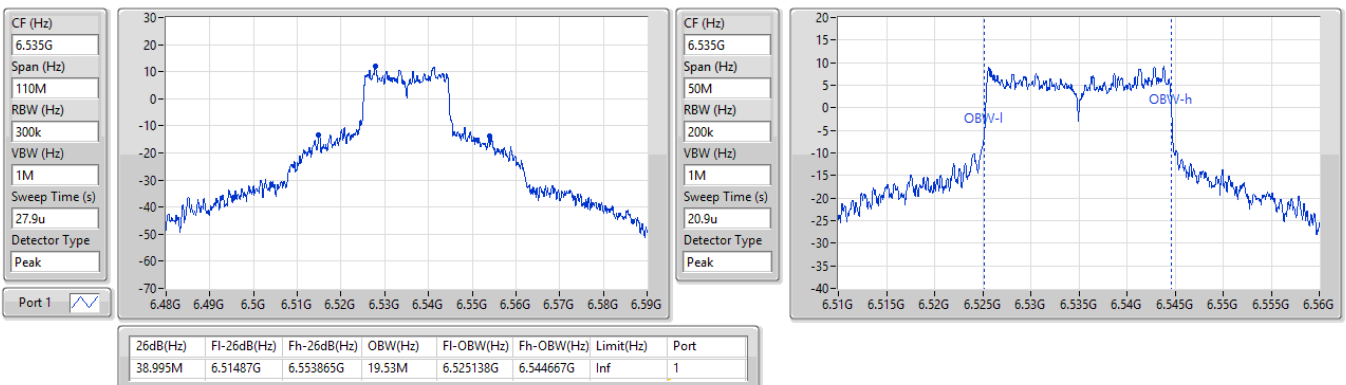 CF (Hz)
6.535G
Span (Hz)
110M
RBW (Hz)
300k
VBW (Hz)
1M
Sweep Time (s)
27.9u
Detector Type
Peak
Port 1
30
20
10
0
-10
-20
-30
-40
-50
-60
-70
6.48G 6.49G 6.5G 6.51G 6.52G 6.53G 6.54G 6.55G 6.56G 6.57G 6.58G 6.59G
CF (Hz)
6.535G
Span (Hz)
50M
RBW (Hz)
200k
VBW (Hz)
1M
Sweep Time (s)
20.9u
Detector Type
Peak
20
15
10
5
0
-5
-10
-15
-20
-25
-30
-35
-40
OBW-l
OBW-h
6.51G 6.515G 6.52G 6.525G 6.53G 6.535G 6.54G 6.545G 6.55G 6.555G 6.56G
26dB(Hz) Fl-26dB(Hz) Fh-26dB(Hz) OBW(Hz) Fl-OBW(Hz) Fh-OBW(Hz) Limit(Hz) Port
38.995M 6.51487G 6.553865G 19.53M 6.525138G 6.544667G Inf 1